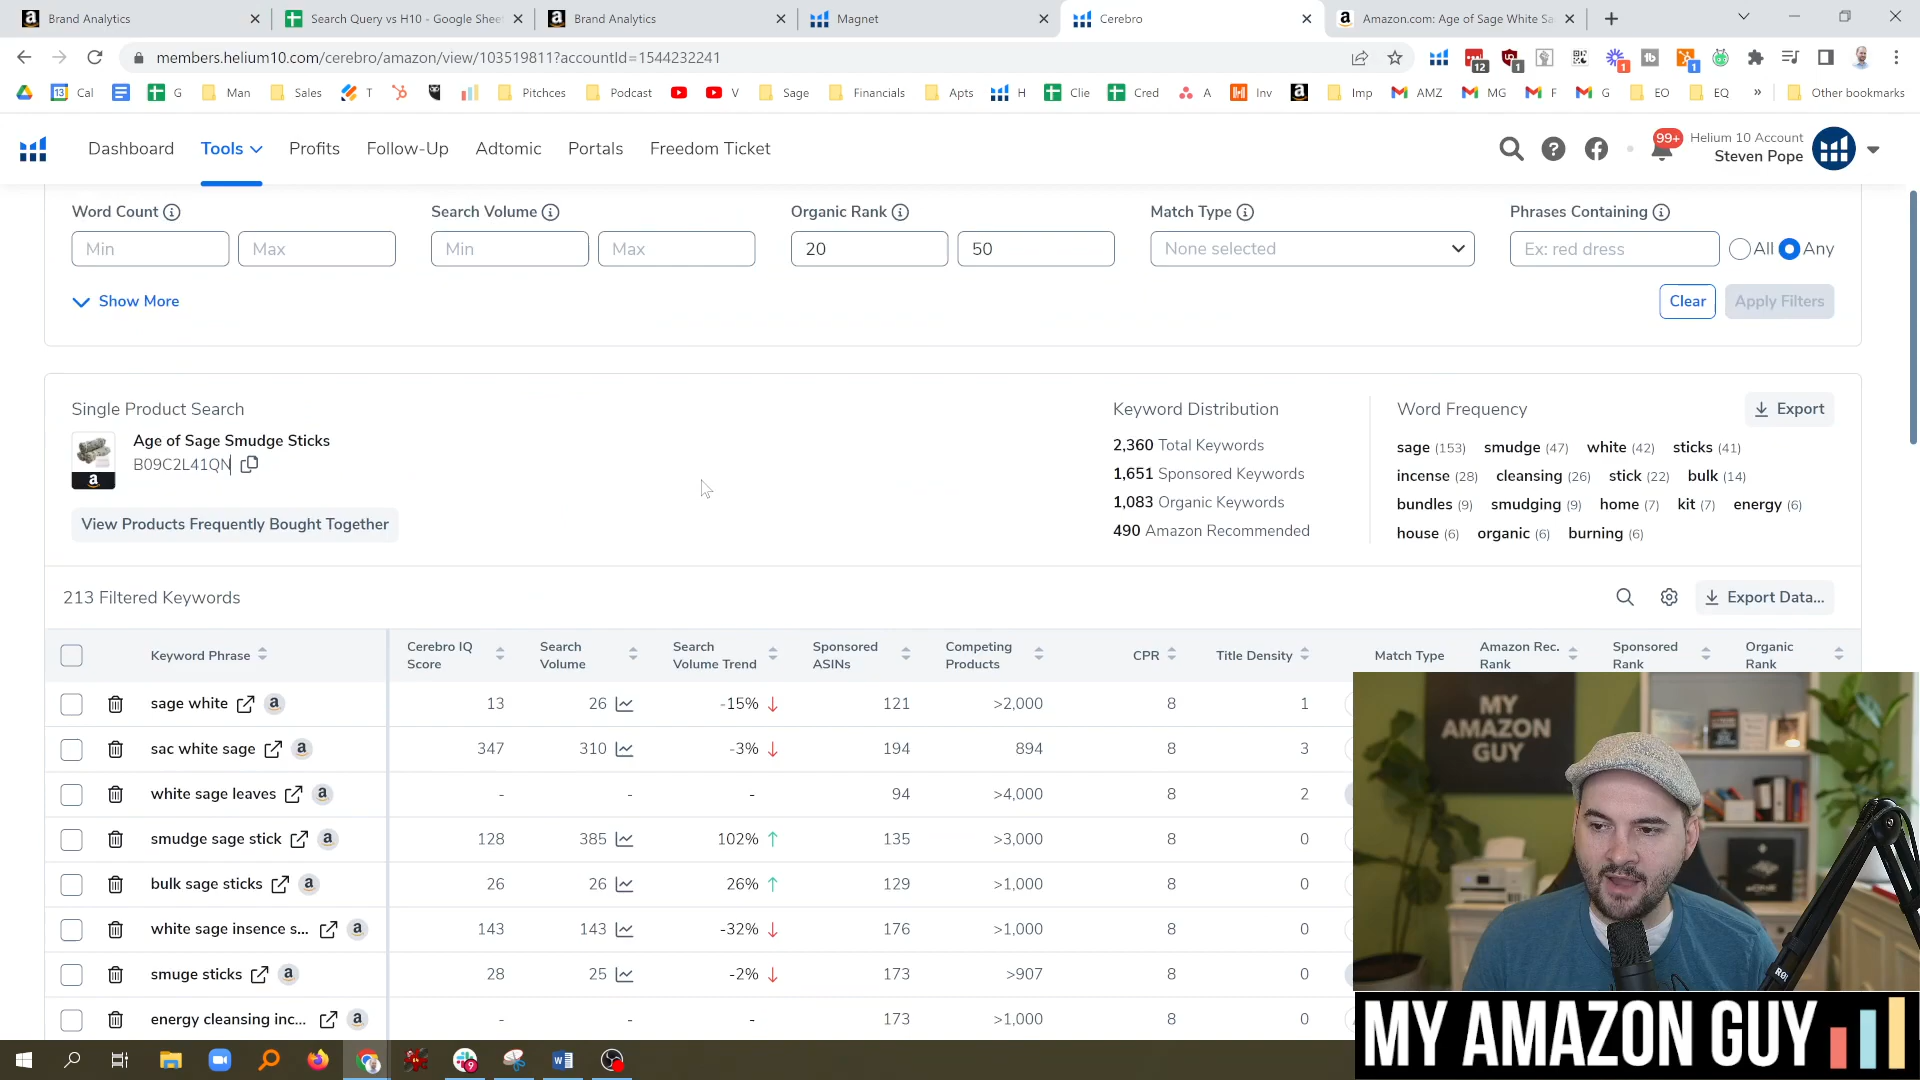 Brand Analytics
Search Query vs H10 - Google Shee
Brand Analytics
Magnet
Cerebro
Amazon.com: Age of Sage White Sa
members.helium10.com/cerebro/amazon/view/103519811?accountId=1544232241
12
1
1
1
13 Cal
G
Man
Sales
T
Pitchces
Podcast
V
Sage
Financials
Apts
H
Clie
Cred
A
Inv
Imp
AMZ
MG
F
G
EO
EQ
»
Other bookmarks
Dashboard
Tools
Profits
Follow-Up
Adtomic
Portals
Freedom Ticket
99+
Helium 10 Account
Steven Pope
Word Count
Search Volume
Organic Rank
Match Type
Phrases Containing
Min
Max
Min
Max
20
50
None selected
Ex: red dress
All
Any
Show More
Clear
Apply Filters
Single Product Search
Age of Sage Smudge Sticks
B09C2L41QN
View Products Frequently Bought Together
Keyword Distribution
2,360 Total Keywords
1,651 Sponsored Keywords
1,083 Organic Keywords
490 Amazon Recommended
Word Frequency
Export
sage (153) smudge (47) white (42) sticks (41)
incense (28) cleansing (26) stick (22) bulk (14)
bundles (9) smudging (9) home (7) kit (7) energy (6)
house (6) organic (6) burning (6)
213 Filtered Keywords
Export Data...
Keyword Phrase
Cerebro IQ Score
Search Volume
Search Volume Trend
Sponsored ASINs
Competing Products
CPR
Title Density
Match Type
Amazon Rec. Rank
Sponsored Rank
Organic Rank
sage white 13 26 -15% 121 >2,000 8 1
sac white sage 347 310 -3% 194 894 8 3
white sage leaves - - - 94 >4,000 8 2
smudge sage stick 128 385 102% 135 >3,000 8 0
bulk sage sticks 26 26 26% 129 >1,000 8 0
white sage insence s... 143 143 -32% 176 >1,000 8 0
smuge sticks 28 25 -2% 173 >907 8 0
energy cleansing inc... - - - 173 >1,000 8 0
MY
AMAZON
GUY
MY AMAZON GUY